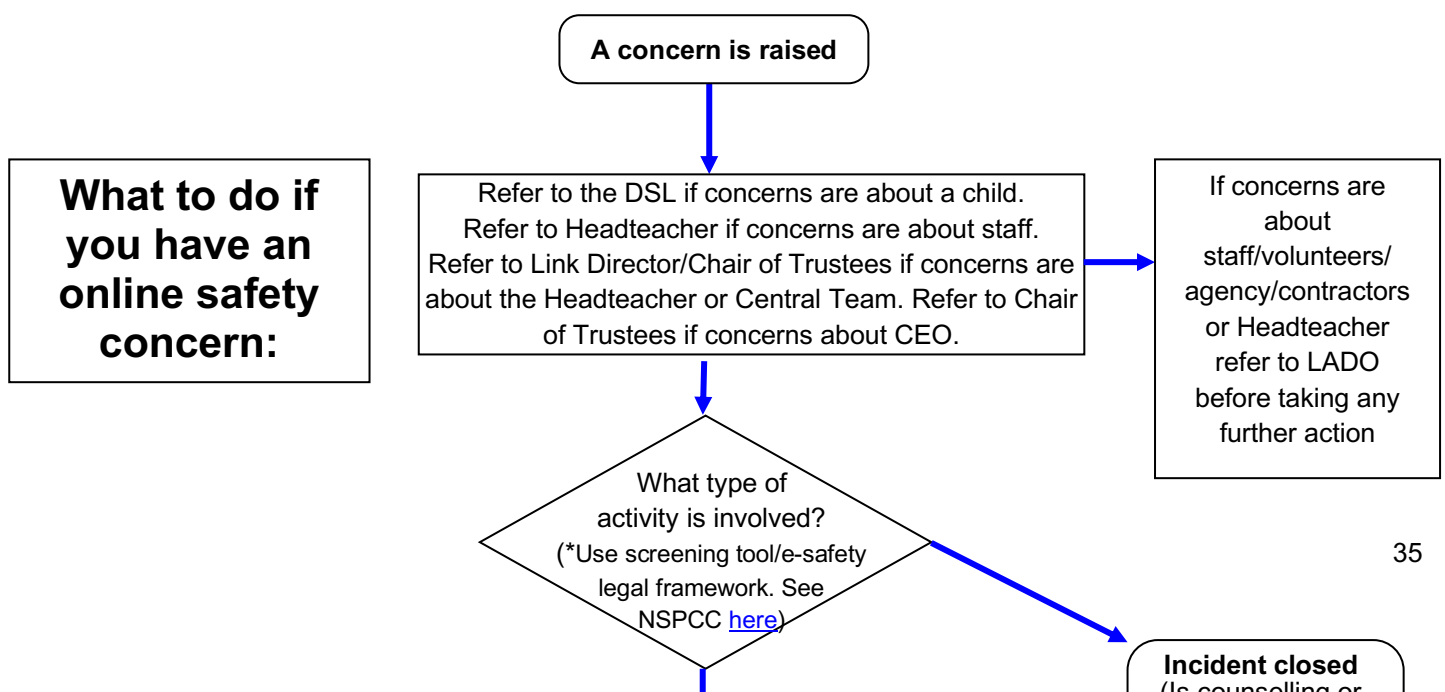 A concern is raised
What to do if
you have an
online safety
concern:
Refer to the DSL if concerns are about a child.
Refer to Headteacher if concerns are about staff.
Refer to Link Director/Chair of Trustees if concerns are
about the Headteacher or Central Team. Refer to Chair
of Trustees if concerns about CEO.
If concerns are
about
staff/volunteers/
agency/contractors
or Headteacher
refer to LADO
before taking any
further action
What type of
activity is involved?
(*Use screening tool/e-safety
legal framework. See
NSPCC here)
35
Incident closed
(Is counselling or